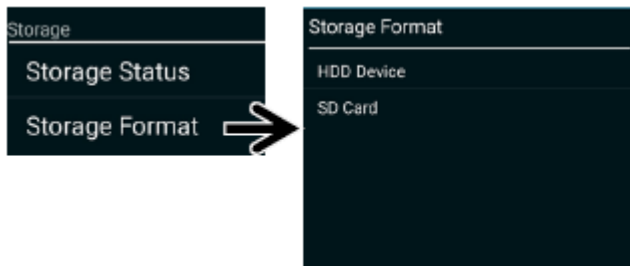 Storage
Storage Status
Storage Format
Storage Format
HDD Device
SD Card